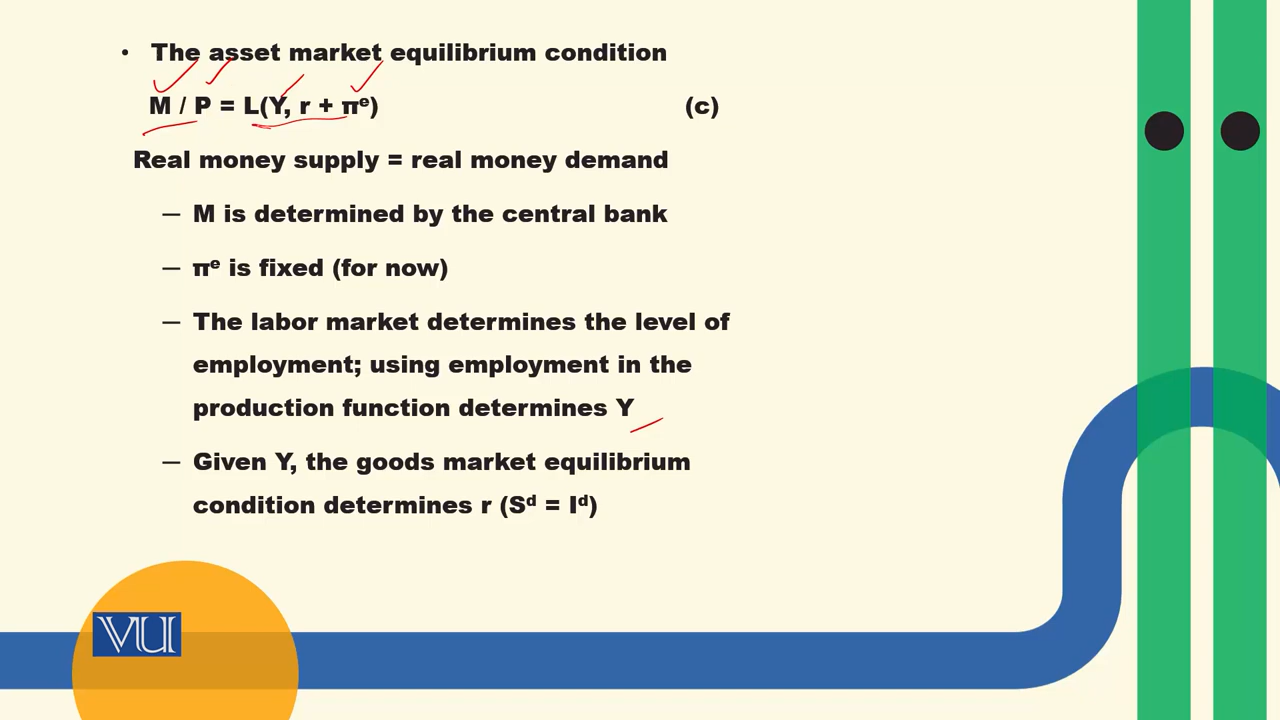 • The asset market equilibrium condition
M / P = L(Y, r + πᵉ) (c)
Real money supply = real money demand
— M is determined by the central bank
— πᵉ is fixed (for now)
— The labor market determines the level of
employment; using employment in the
production function determines Y
— Given Y, the goods market equilibrium
condition determines r (Sᵈ = Iᵈ)
VU